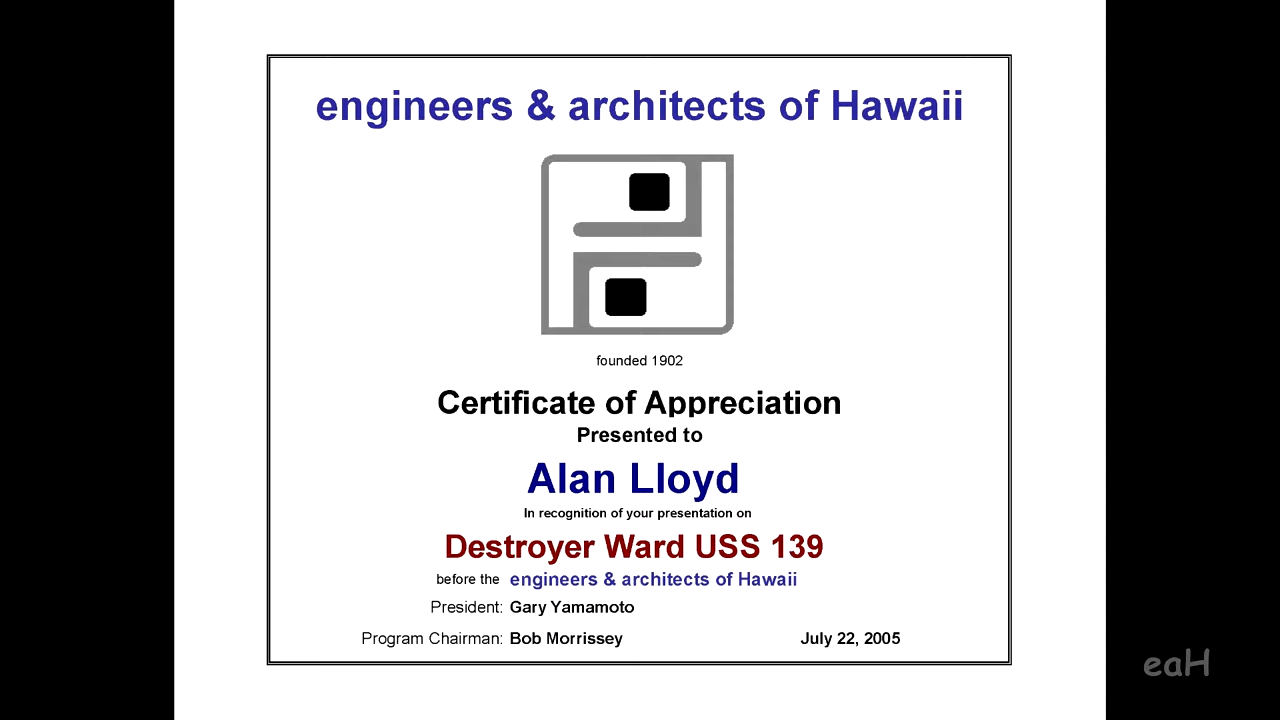 engineers & architects of Hawaii
founded 1902
Certificate of Appreciation
Presented to
Alan Lloyd
In recognition of your presentation on
Destroyer Ward USS 139
before the engineers & architects of Hawaii
President: Gary Yamamoto
Program Chairman: Bob Morrissey July 22, 2005
eaH